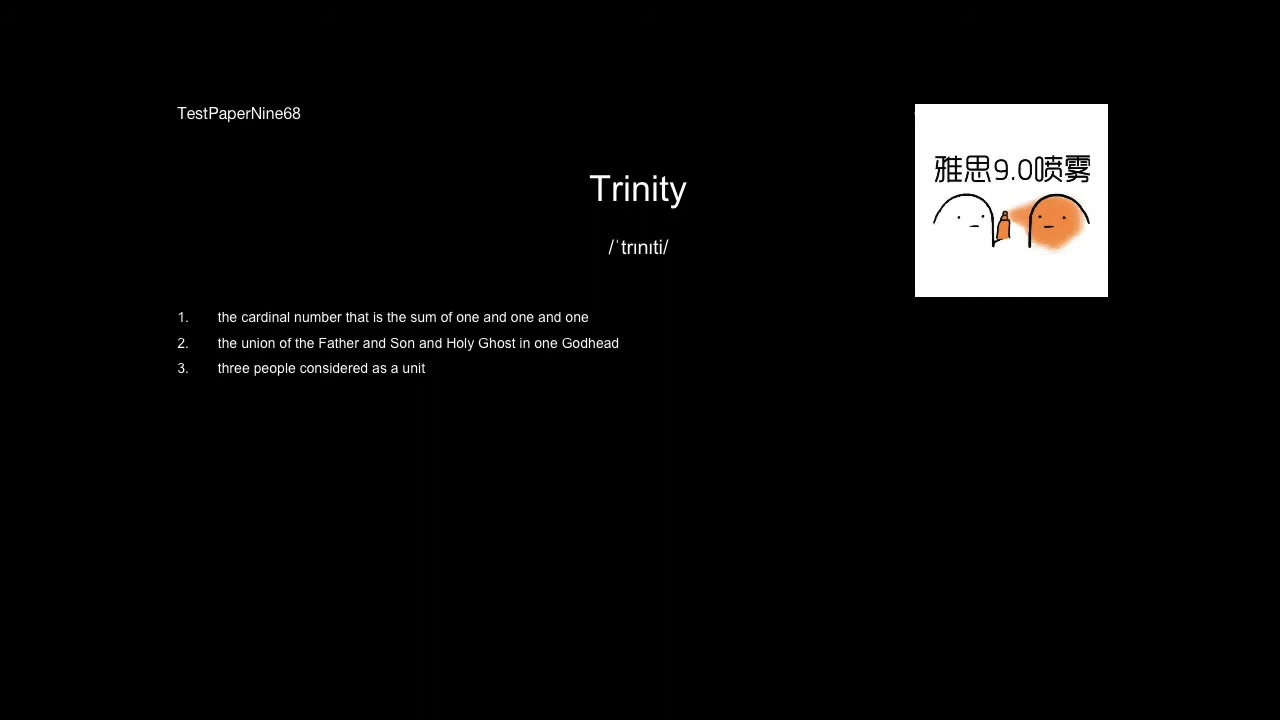 TestPaperNine68
雅思9.0喷雾
Trinity
/ˈtrɪnɪti/
1. the cardinal number that is the sum of one and one and one
2. the union of the Father and Son and Holy Ghost in one Godhead
3. three people considered as a unit